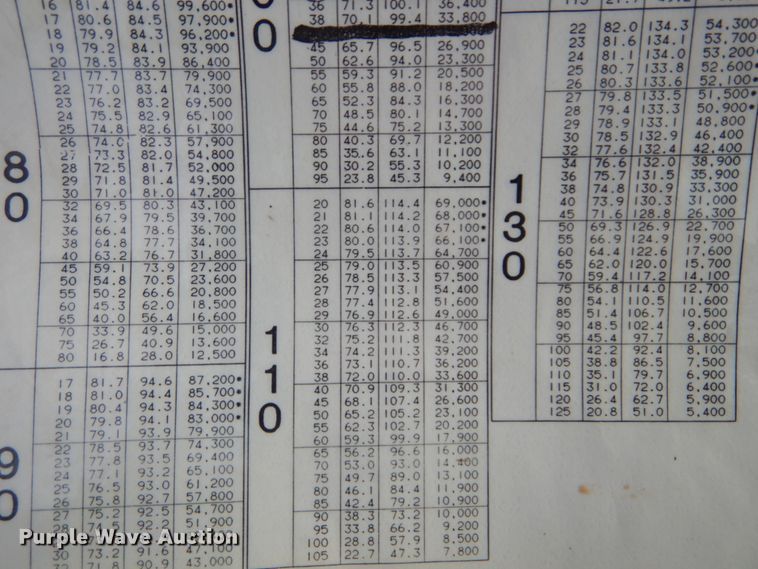 16 81.4 84.6 99,600*
17 80.6 84.5 97,900*
18 79.9 84.3 96,200*
19 79.2 84.1 93,900
20 78.5 83.9 86,400
21 77.7 83.7 79,900
22 77.0 83.4 74,300
23 76.2 83.2 69,500
24 75.5 82.9 65,100
25 74.8 82.6 61,300
26 74.0 82.3 57,900
27 73.3 82.0 54,800
28 72.5 81.7 52,000
29 71.8 81.4 49,500
30 71.0 81.0 47,200
32 69.5 80.3 43,100
34 67.9 79.5 39,700
36 66.4 78.6 36,700
38 64.8 77.7 34,100
40 63.2 76.7 31,800
45 59.1 73.9 27,200
50 54.8 70.5 23,600
55 50.2 66.6 20,800
60 45.3 62.0 18,500
65 40.0 56.4 16,600
70 33.9 49.6 15,000
75 26.7 40.9 13,600
80 16.8 28.0 12,500
80
17 81.7 94.6 87,200*
18 81.0 94.4 85,700*
19 80.4 94.3 84,300*
20 79.8 94.1 83,000*
21 79.1 93.9 79,900
22 78.5 93.7 74,300
23 77.8 93.5 69,400
24 77.1 93.2 65,100
25 76.5 93.0 61,200
26 75.8 92.7 57,800
27 75.2 92.5 54,700
28 74.5 92.2 51,900
30 73.2 91.6 47,100
32 71.8 90.9 43,000
90
36 71.3 100.1 36,400
38 70.1 99.4 33,800
45 65.7 96.5 26,900
50 62.6 94.0 23,300
55 59.3 91.2 20,500
60 55.8 88.0 18,200
65 52.3 84.3 16,300
70 48.5 80.1 14,700
75 44.6 75.2 13,300
80 40.3 69.7 12,200
85 35.6 63.1 11,100
90 30.2 55.3 10,200
95 23.8 45.3 9,400
0
20 81.6 114.4 69,000*
21 81.1 114.2 68,000*
22 80.6 114.0 67,100*
23 80.0 113.9 66,100*
24 79.5 113.7 64,700
25 79.0 113.5 60,900
26 78.5 113.3 57,500
27 77.9 113.1 54,400
28 77.4 112.8 51,600
29 76.9 112.6 49,000
30 76.3 112.3 46,700
32 75.2 111.8 42,700
34 74.2 111.3 39,200
36 73.1 110.7 36,200
38 72.0 110.0 33,600
40 70.9 109.3 31,300
45 68.1 107.4 26,600
50 65.2 105.2 23,100
55 62.3 102.7 20,200
60 59.3 99.9 17,900
65 56.2 96.6 16,000
70 53.0 93.0 14,400
75 49.7 89.0 13,100
80 46.1 84.4 11,900
85 42.4 79.2 10,900
90 38.3 73.2 10,000
95 33.8 66.2 9,200
100 28.8 57.9 8,500
105 22.7 47.3 7,800
110
22 82.0 134.3 54,300
23 81.6 134.1 53,700
24 81.1 134.0 53,200*
25 80.7 133.8 52,600*
26 80.3 133.6 52,100*
27 79.8 133.5 51,500*
28 79.4 133.3 50,900*
29 78.9 133.1 48,800
30 78.5 132.9 46,400
32 77.6 132.4 42,400
34 76.6 132.0 38,900
36 75.7 131.5 35,900
38 74.8 130.9 33,300
40 73.9 130.3 31,000
45 71.6 128.8 26,300
50 69.3 126.9 22,700
55 66.9 124.9 19,900
60 64.4 122.6 17,600
65 62.0 120.0 15,700
70 59.4 117.2 14,100
75 56.8 114.0 12,700
80 54.1 110.5 11,600
85 51.4 106.7 10,500
90 48.5 102.4 9,600
95 45.4 97.7 8,800
100 42.2 92.4 8,100
105 38.8 86.5 7,500
110 35.1 79.7 6,900
115 31.0 72.0 6,400
120 26.4 62.7 5,900
125 20.8 51.0 5,400
130
Purple Wave Auction